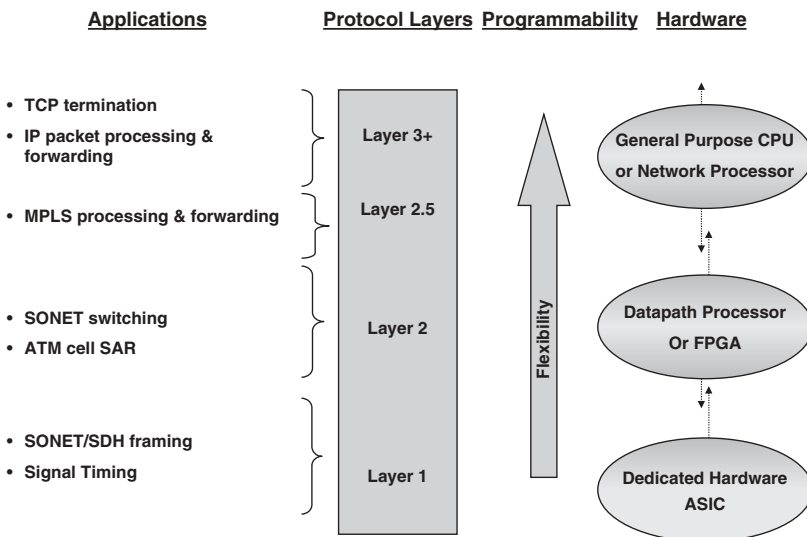 Applications
Protocol Layers
Programmability
Hardware
• TCP termination
• IP packet processing &
forwarding
• MPLS processing & forwarding
• SONET switching
• ATM cell SAR
• SONET/SDH framing
• Signal Timing
Layer 3+
Layer 2.5
Layer 2
Layer 1
Flexibility
General Purpose CPU
or Network Processor
Datapath Processor
Or FPGA
Dedicated Hardware
ASIC